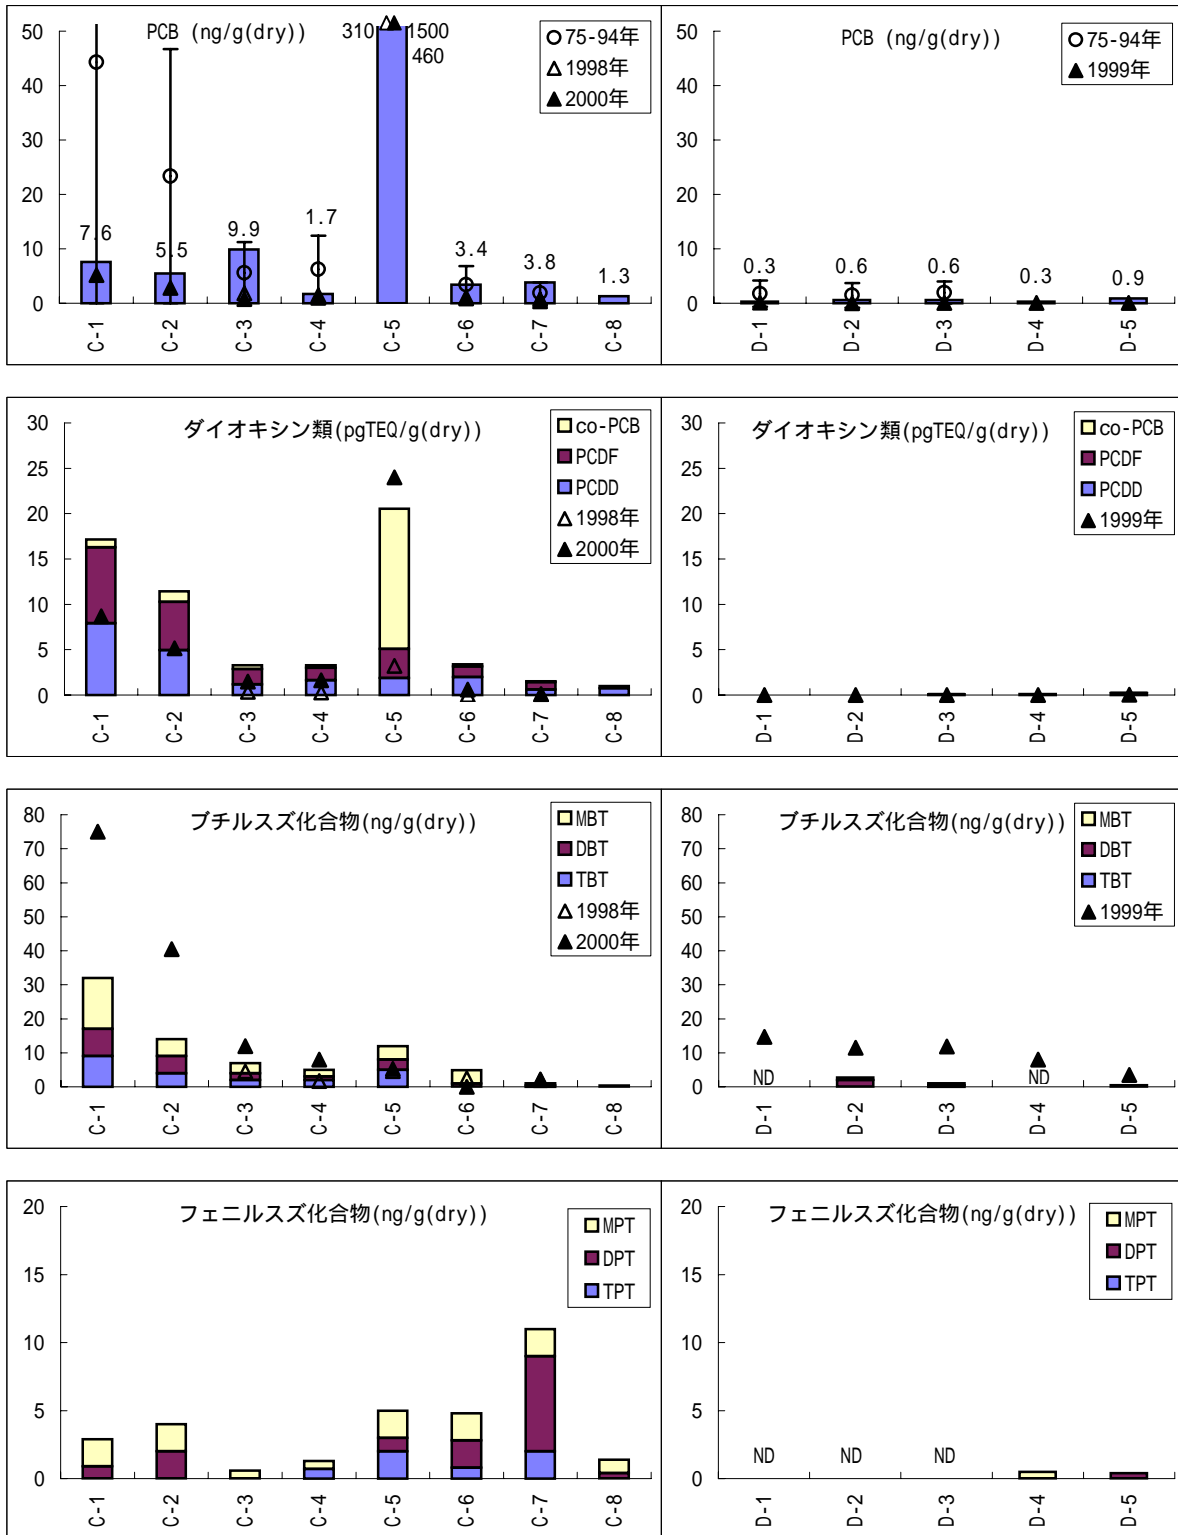 PCB (ng/g(dry))
75-94年
1998年
2000年
310
1500
460
50
40
30
20
10
0
7.6
5.5
9.9
1.7
3.4
3.8
1.3
C-1
C-2
C-3
C-4
C-5
C-6
C-7
C-8
PCB (ng/g(dry))
75-94年
1999年
50
40
30
20
10
0
0.3
0.6
0.6
0.3
0.9
D-1
D-2
D-3
D-4
D-5
ダイオキシン類(pgTEQ/g(dry))
co-PCB
PCDF
PCDD
1998年
2000年
30
25
20
15
10
5
0
C-1
C-2
C-3
C-4
C-5
C-6
C-7
C-8
ダイオキシン類(pgTEQ/g(dry))
co-PCB
PCDF
PCDD
1999年
30
25
20
15
10
5
0
D-1
D-2
D-3
D-4
D-5
ブチルスズ化合物(ng/g(dry))
MBT
DBT
TBT
1998年
2000年
80
70
60
50
40
30
20
10
0
C-1
C-2
C-3
C-4
C-5
C-6
C-7
C-8
ブチルスズ化合物(ng/g(dry))
MBT
DBT
TBT
1999年
80
70
60
50
40
30
20
10
0
ND
ND
D-1
D-2
D-3
D-4
D-5
フェニルスズ化合物(ng/g(dry))
MPT
DPT
TPT
20
15
10
5
0
C-1
C-2
C-3
C-4
C-5
C-6
C-7
C-8
フェニルスズ化合物(ng/g(dry))
MPT
DPT
TPT
20
15
10
5
0
ND
ND
ND
D-1
D-2
D-3
D-4
D-5